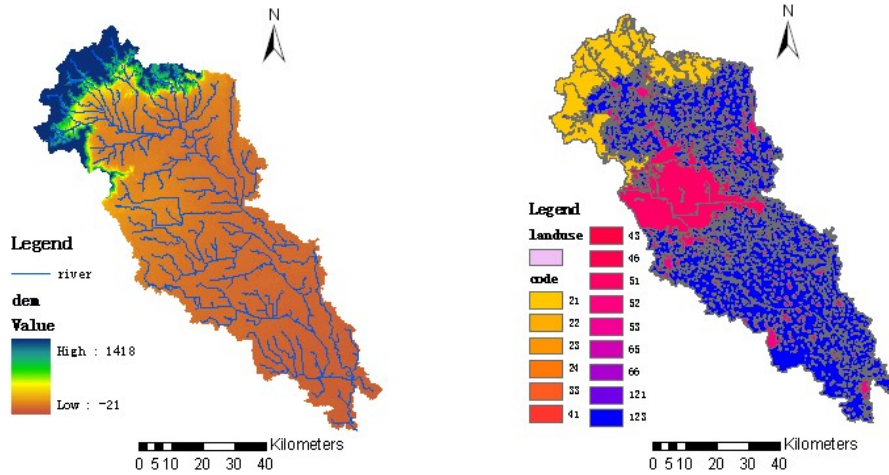 N
Legend
river
dem
Value
High : 1418
Low : -21
Kilometers
0 5 10 20 30 40
N
Legend
landuse
code
21
22
23
24
33
41
43
46
51
52
53
65
66
121
123
Kilometers
0 5 10 20 30 40